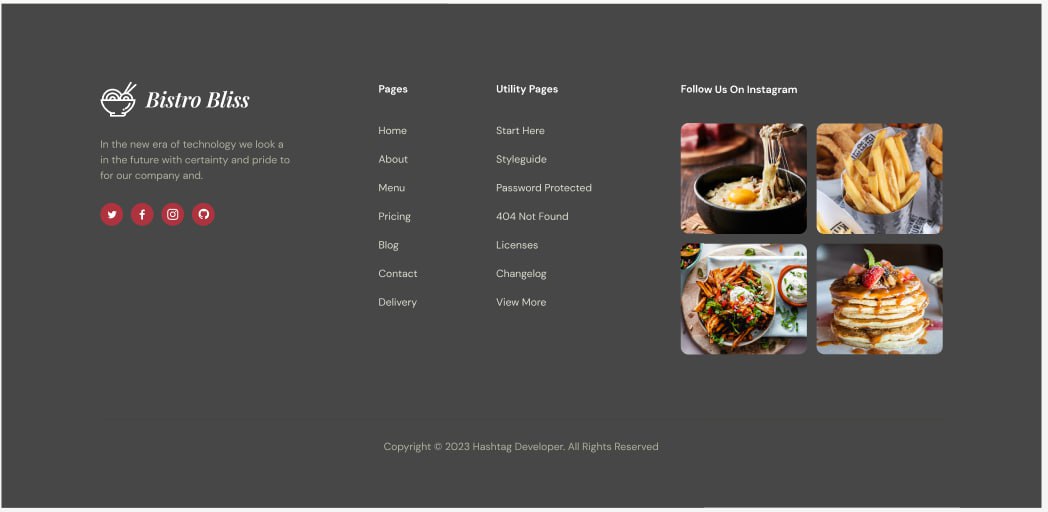 Bistro Bliss
In the new era of technology we look a
in the future with certainty and pride to
for our company and.
Pages
Home
About
Menu
Pricing
Blog
Contact
Delivery
Utility Pages
Start Here
Styleguide
Password Protected
404 Not Found
Licenses
Changelog
View More
Follow Us On Instagram
Copyright © 2023 Hashtag Developer. All Rights Reserved